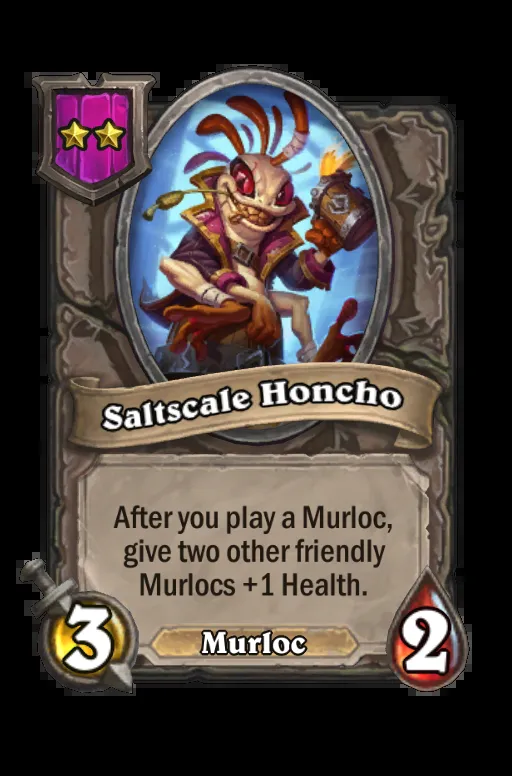 Saltscale Honcho
After you play a Murloc,
give two other friendly
Murlocs +1 Health.
3
Murloc
2